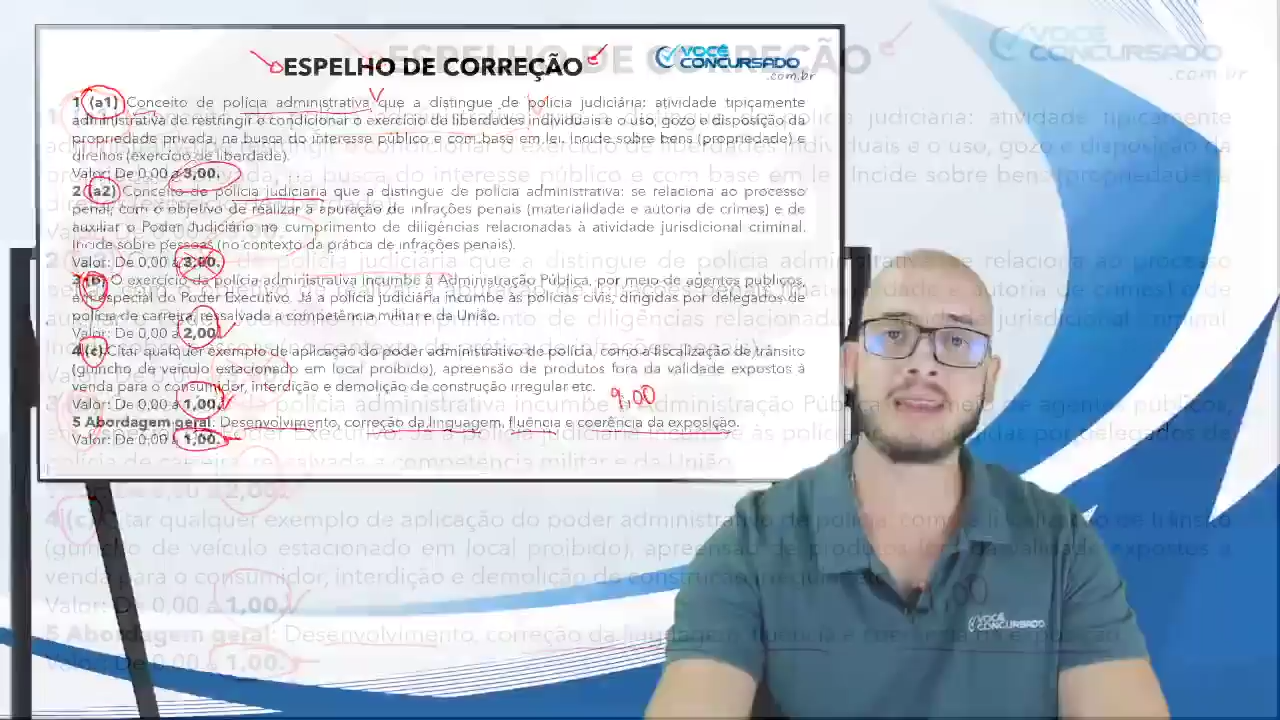 ESPELHO DE CORREÇÃO
VOCÊ
CONCURSADO
.com.br
1 (a1) Conceito de polícia administrativa que a distingue de polícia judiciária: atividade tipicamente
administrativa de restringir e condicionar o exercício de liberdades individuais e o uso, gozo e disposição da
propriedade privada, na busca do interesse público e com base em lei. Incide sobre bens (propriedade) e
direitos (exercício de liberdade).
Valor: De 0,00 a 3,00.
2 (a2) Conceito de polícia judiciária que a distingue de polícia administrativa: se relaciona ao processo
penal, com o objetivo de realizar a apuração de infrações penais (materialidade e autoria de crimes) e de
auxiliar o Poder Judiciário no cumprimento de diligências relacionadas à atividade jurisdicional criminal.
Incide sobre pessoas (no contexto da prática de infrações penais).
Valor: De 0,00 a 3,00.
3 (b) O exercício da polícia administrativa incumbe à Administração Pública, por meio de agentes públicos,
em especial do Poder Executivo. Já a polícia judiciária incumbe às polícias civis, dirigidas por delegados de
polícia de carreira, ressalvada a competência militar e da União.
Valor: De 0,00 a 2,00.
4 (c) Citar qualquer exemplo de aplicação do poder administrativo de polícia, como a fiscalização de trânsito
(guincho de veículo estacionado em local proibido), apreensão de produtos fora da validade expostos à
venda para o consumidor, interdição e demolição de construção irregular etc.
Valor: De 0,00 a 1,00.
9,00
5 Abordagem geral: Desenvolvimento, correção da linguagem, fluência e coerência da exposição.
Valor: De 0,00 a 1,00.
VOCÊ
CONCURSADO